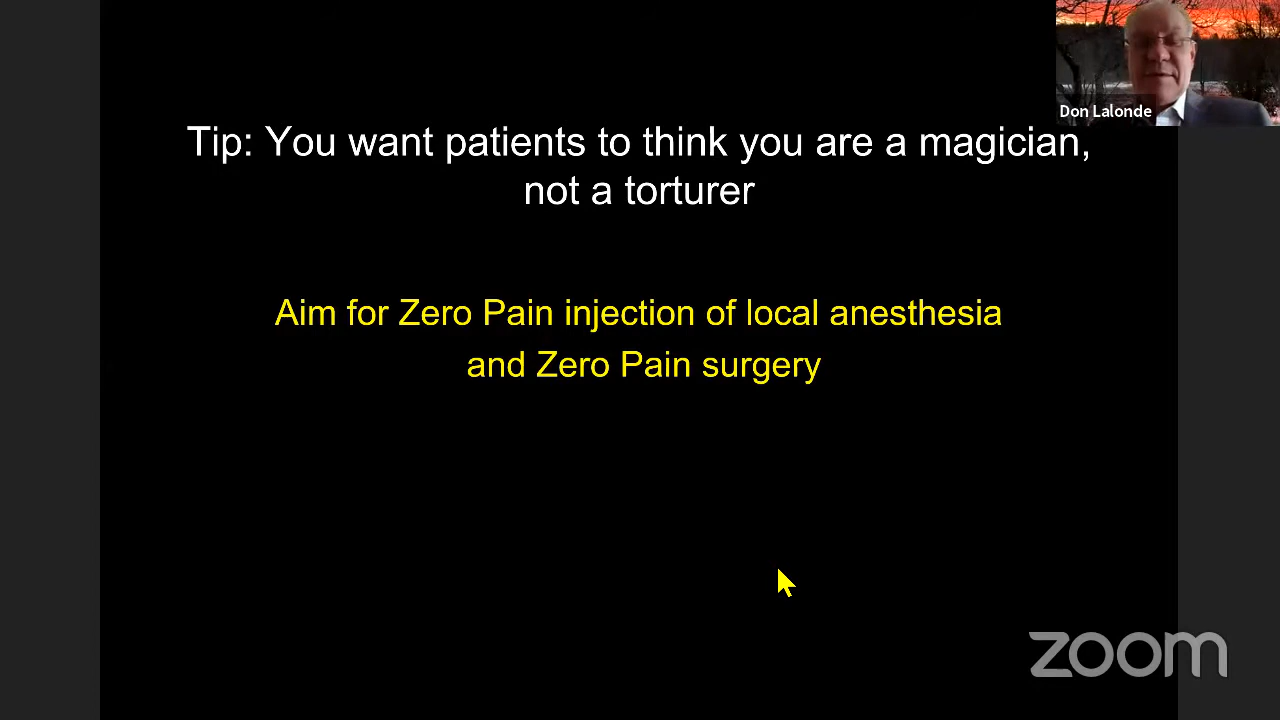 Don Lalonde
Tip: You want patients to think you are a magician,
not a torturer
Aim for Zero Pain injection of local anesthesia
and Zero Pain surgery
zoom